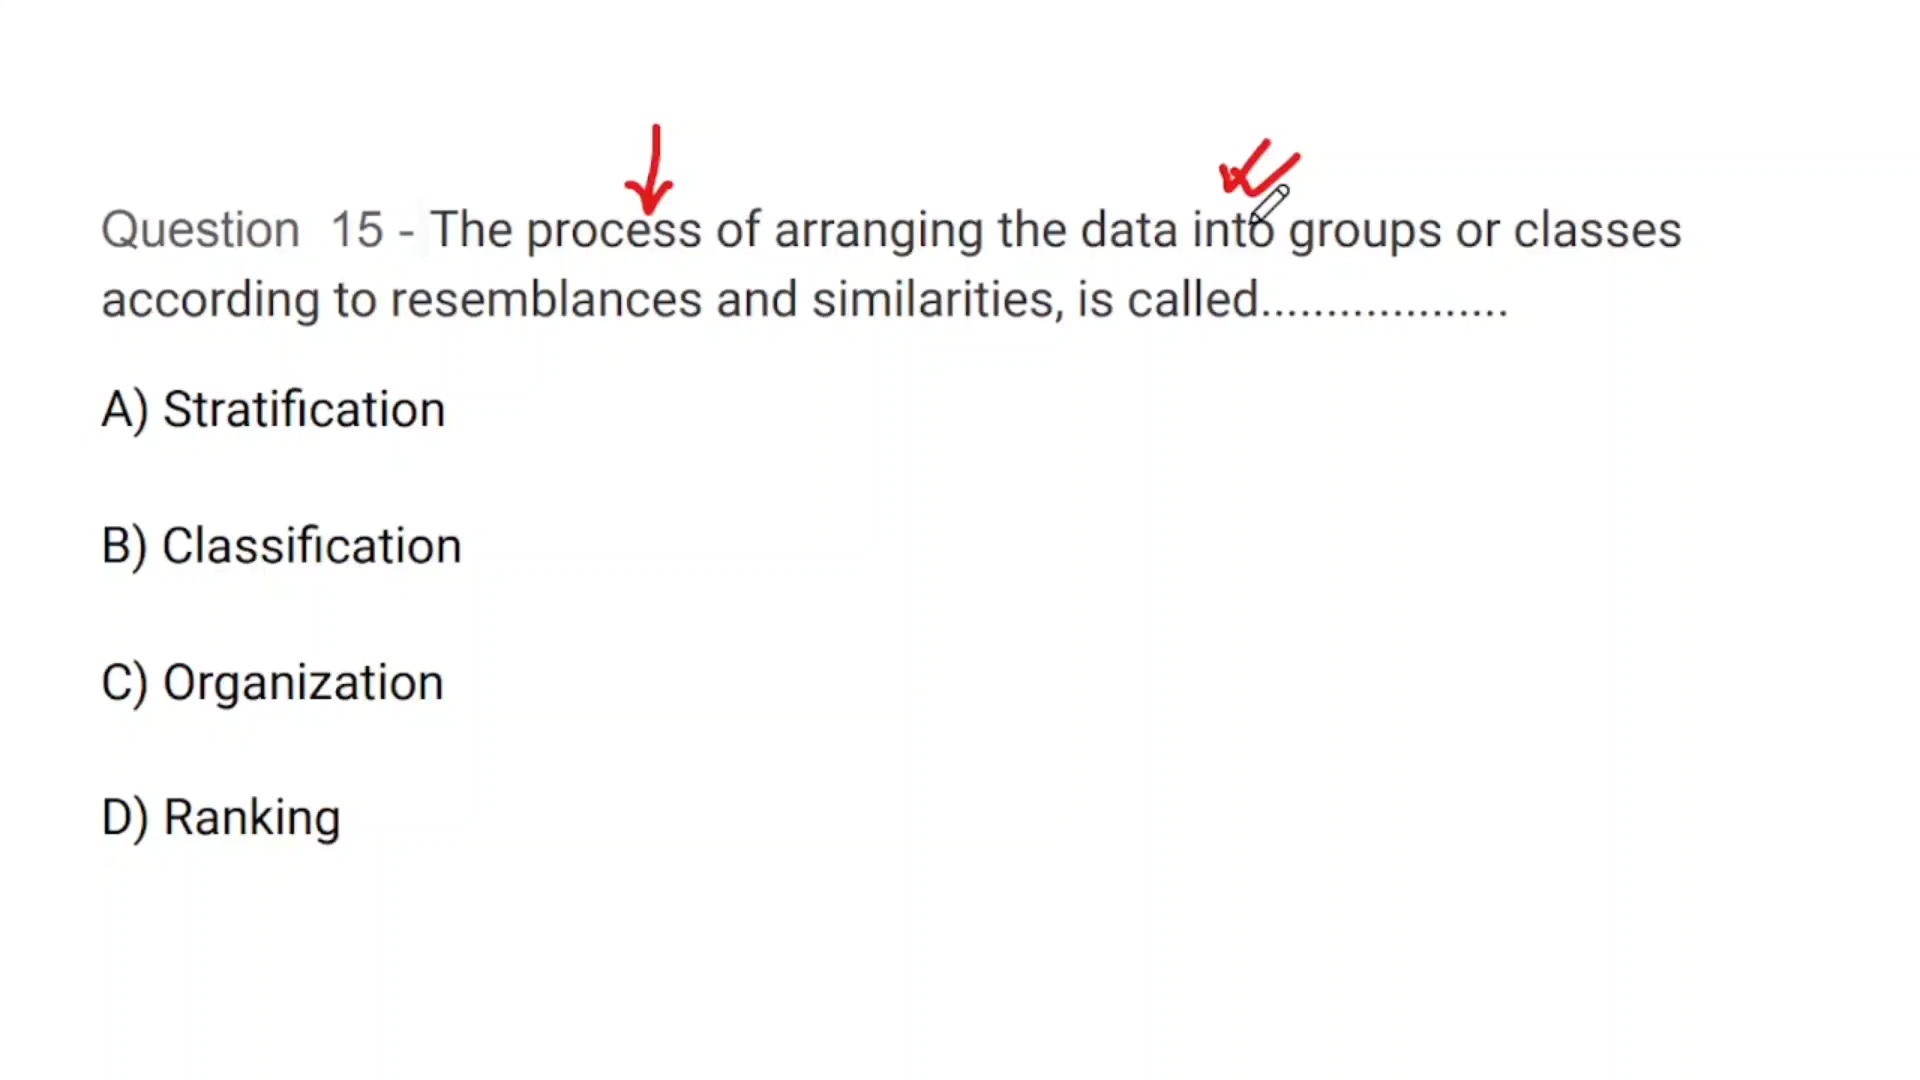 Question 15 - The process of arranging the data into groups or classes
according to resemblances and similarities, is called...................
A) Stratification
B) Classification
C) Organization
D) Ranking